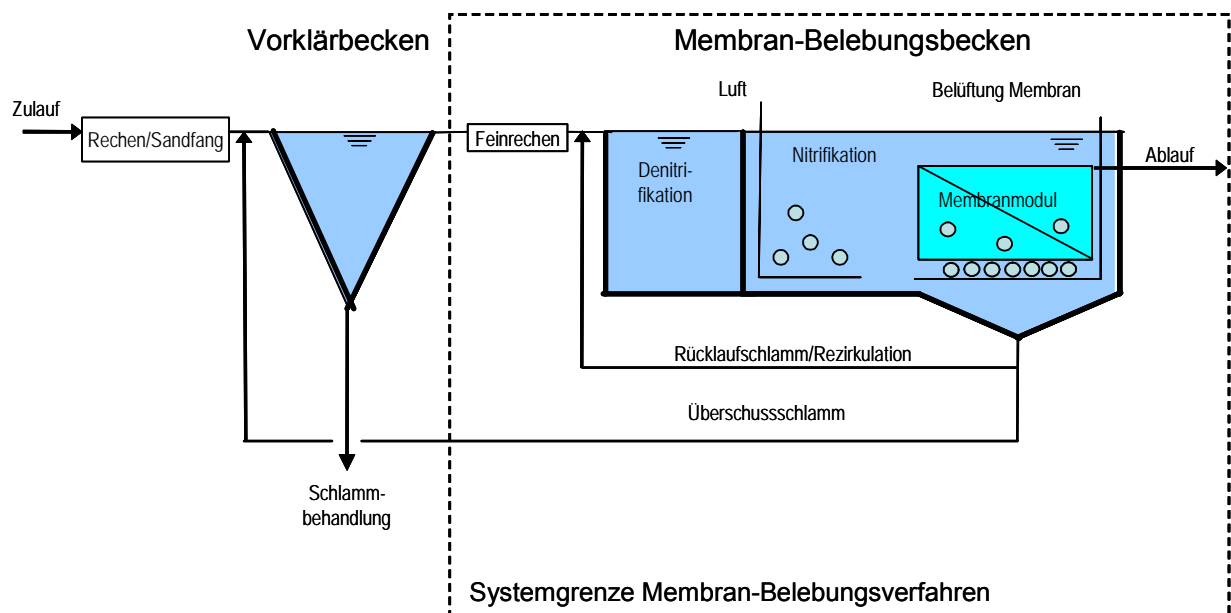 Vorklärbecken
Membran-Belebungsbecken
Zulauf
Rechen/Sandfang
Feinrechen
Luft
Belüftung Membran
Denitri-
fikation
Nitrifikation
Membranmodul
Ablauf
Rücklaufschlamm/Rezirkulation
Überschussschlamm
Schlamm-
behandlung
Systemgrenze Membran-Belebungsverfahren